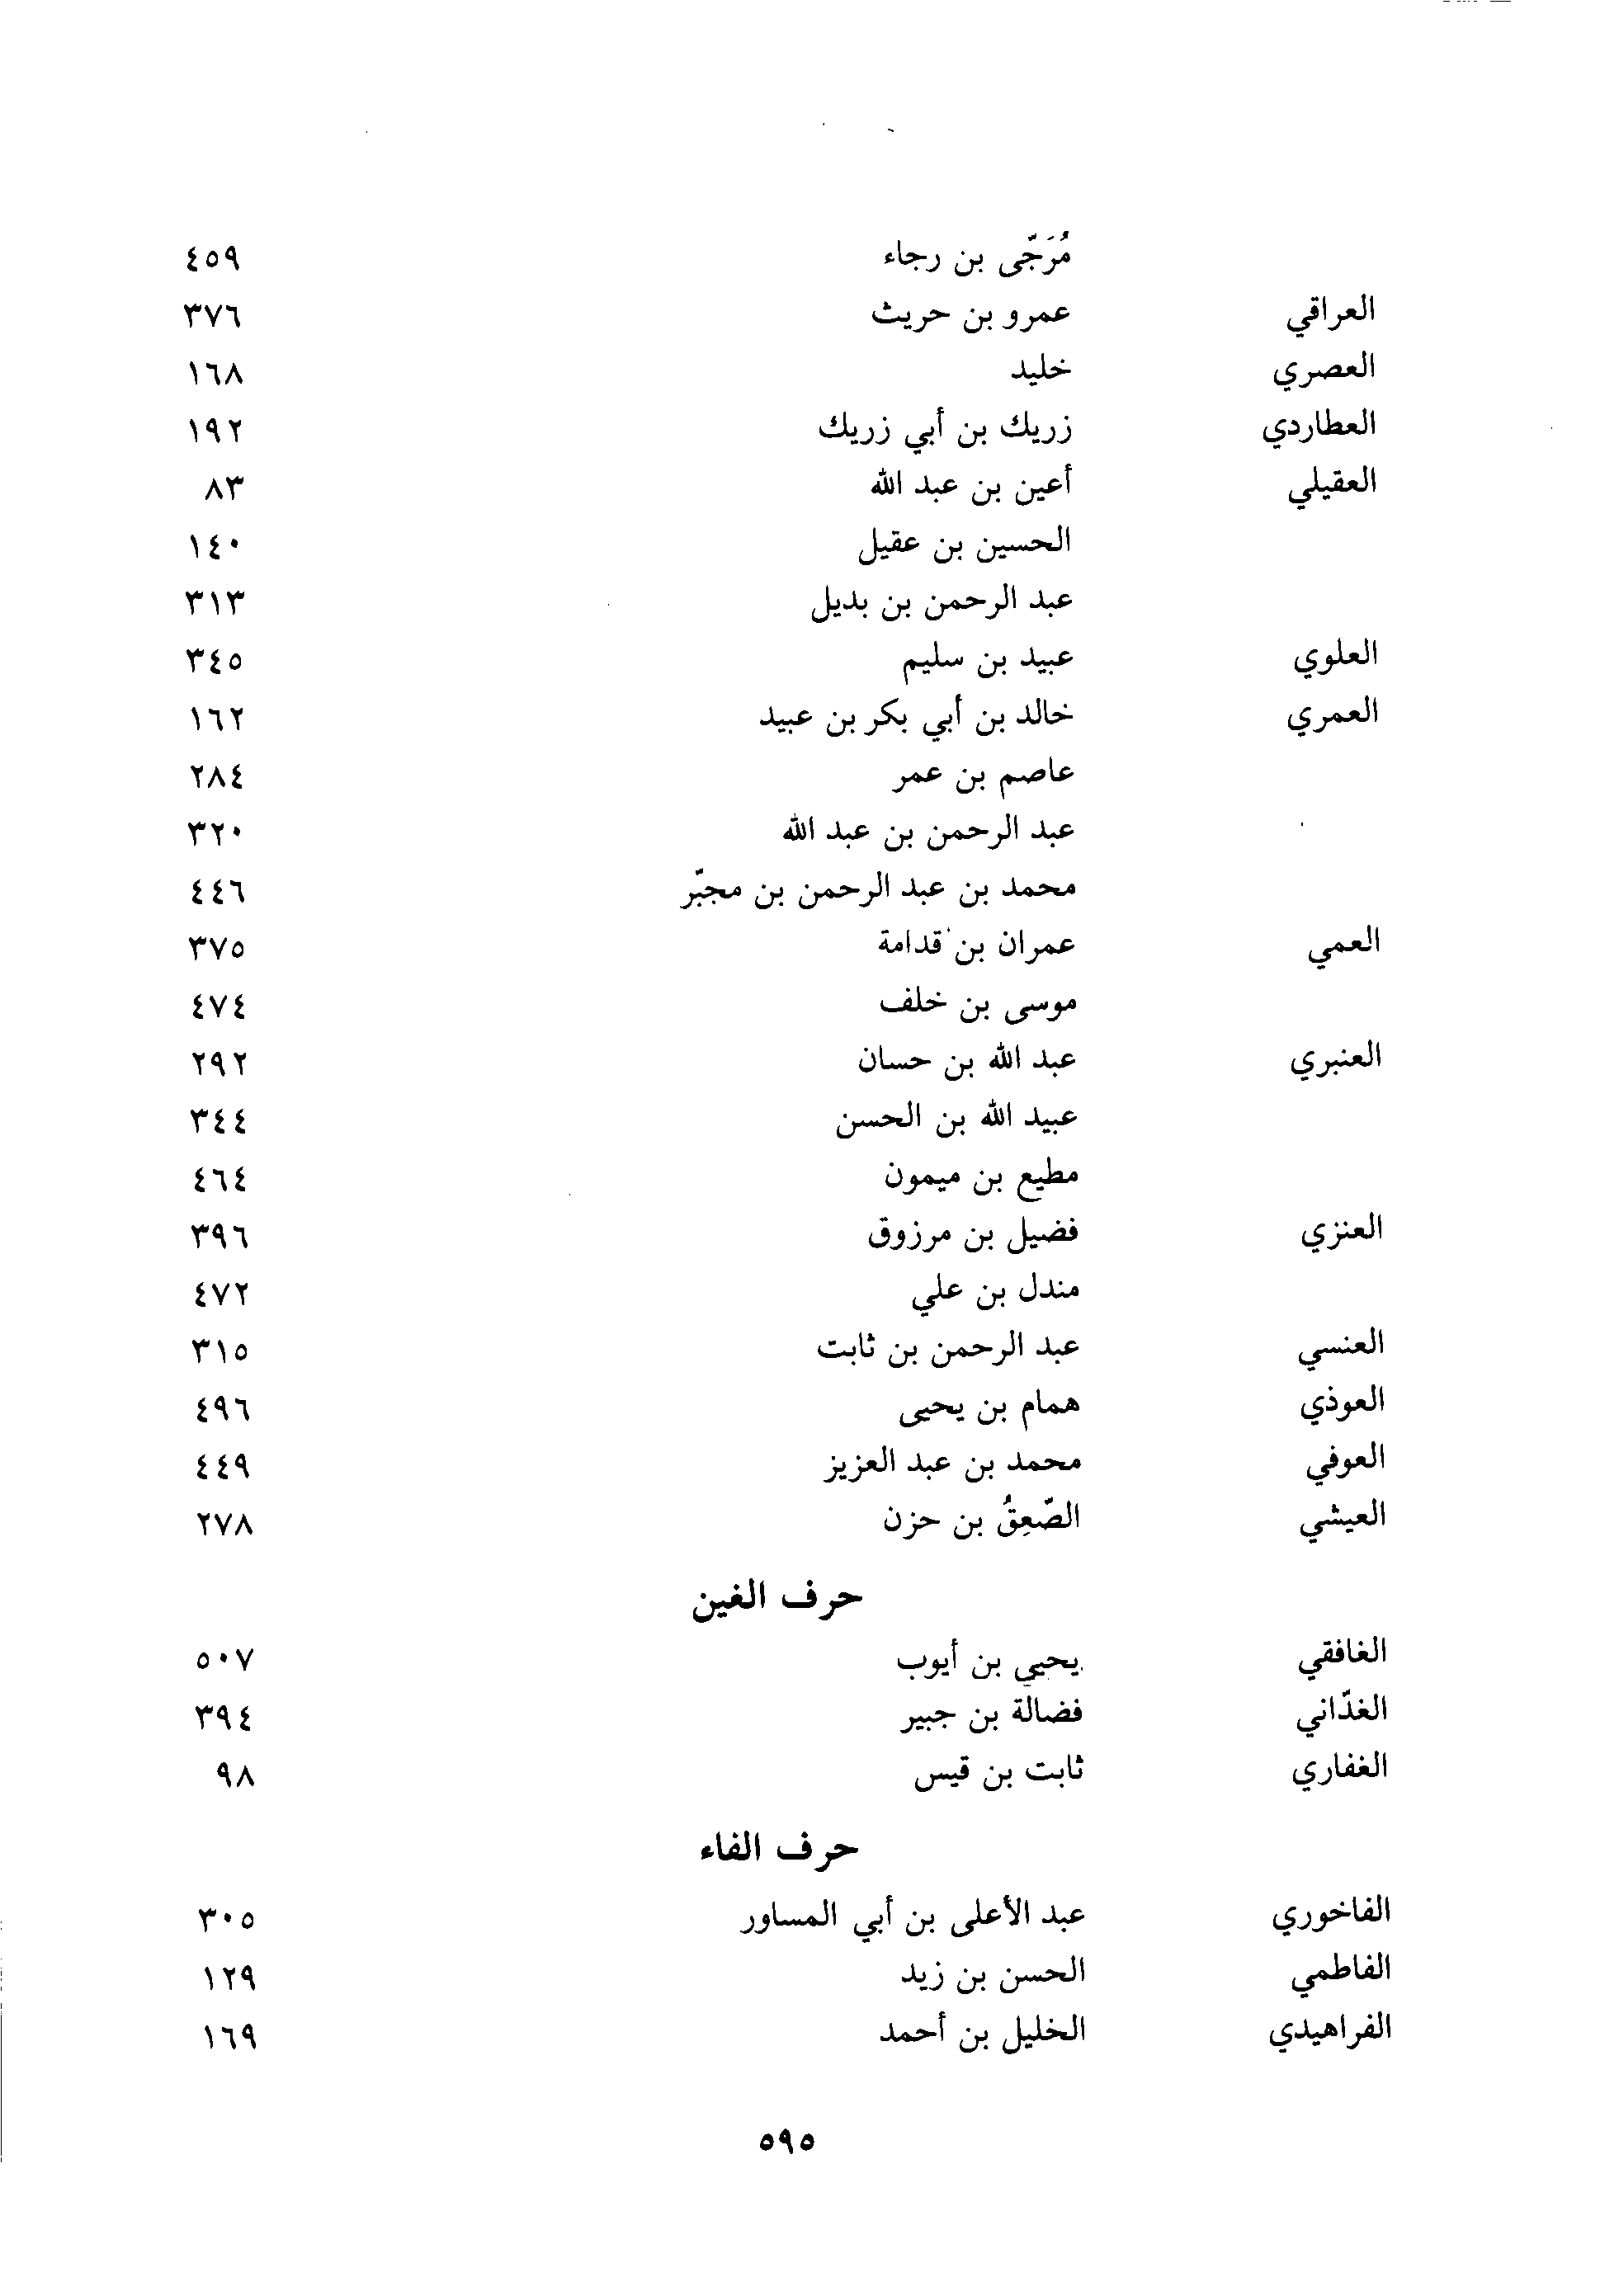 مُرَجّى بن رجاء ٤٥٩
العراقي عمرو بن حريث ٣٧٦
العصري خليد ١٦٨
العطاردي زريك بن أبي زريك ١٩٢
العقيلي أعين بن عبد الله ٨٣
الحسين بن عقيل ١٤٠
عبد الرحمن بن بديل ٣١٣
العلوي عبيد بن سليم ٣٤٥
العمري خالد بن أبي بكر بن عبيد ١٦٢
عاصم بن عمر ٢٨٤
عبد الرحمن بن عبد الله ٣٢٠
محمد بن عبد الرحمن بن مجبّر ٤٤٦
العمي عمران بن قدامة ٣٧٥
موسى بن خلف ٤٧٤
العنبري عبد الله بن حسان ٢٩٢
عبيد الله بن الحسن ٣٤٤
مطيع بن ميمون ٤٦٤
العنزي فضيل بن مرزوق ٣٩٦
مندل بن علي ٤٧٢
العنسي عبد الرحمن بن ثابت ٣١٥
العوذي همام بن يحيى ٤٩٦
العوفي محمد بن عبد العزيز ٤٤٩
العيشي الصّعِقُ بن حزن ٢٧٨
حرف الغين
الغافقي يحيي بن أيوب ٥٠٧
الغدّاني فضالة بن جبير ٣٩٤
الغفاري ثابت بن قيس ٩٨
حرف الفاء
الفاخوري عبد الأعلى بن أبي المساور ٣٠٥
الفاطمي الحسن بن زيد ١٢٩
الفراهيدي الخليل بن أحمد ١٦٩
٥٩٥